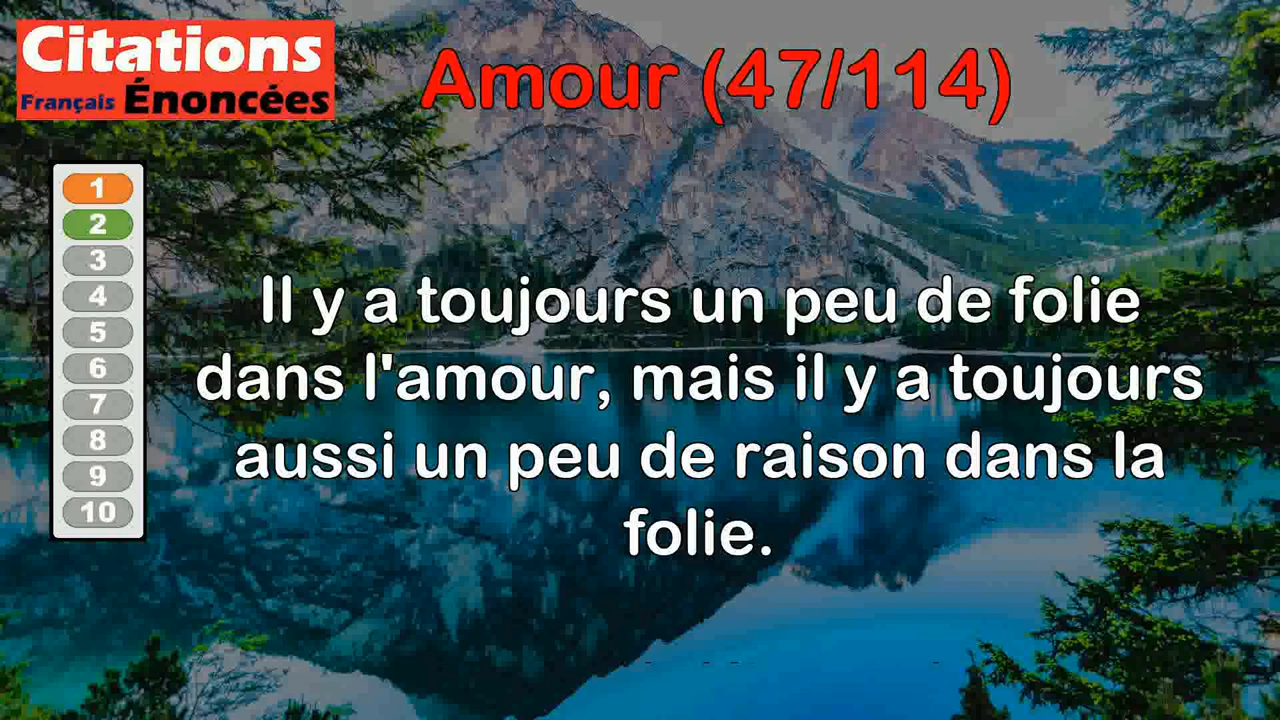 Citations
Français Énoncées
Amour (47/114)
1
2
3
4
5
6
7
8
9
10
Il y a toujours un peu de folie
dans l'amour, mais il y a toujours
aussi un peu de raison dans la
folie.